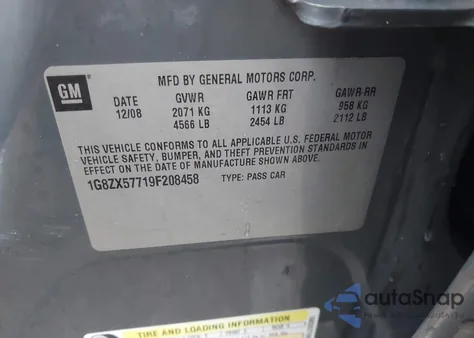 GM
MFD BY GENERAL MOTORS CORP.
DATE GVWR GAWR FRT GAWR-RR
12/08 2071 KG 1113 KG 958 KG
4566 LB 2454 LB 2112 LB
THIS VEHICLE CONFORMS TO ALL APPLICABLE U.S. FEDERAL MOTOR
VEHICLE SAFETY, BUMPER, AND THEFT PREVENTION STANDARDS IN
EFFECT ON THE DATE OF MANUFACTURE SHOWN ABOVE.
1G8ZX57719F208458 TYPE: PASS CAR
autoSnap
TIRE AND LOADING INFORMATION